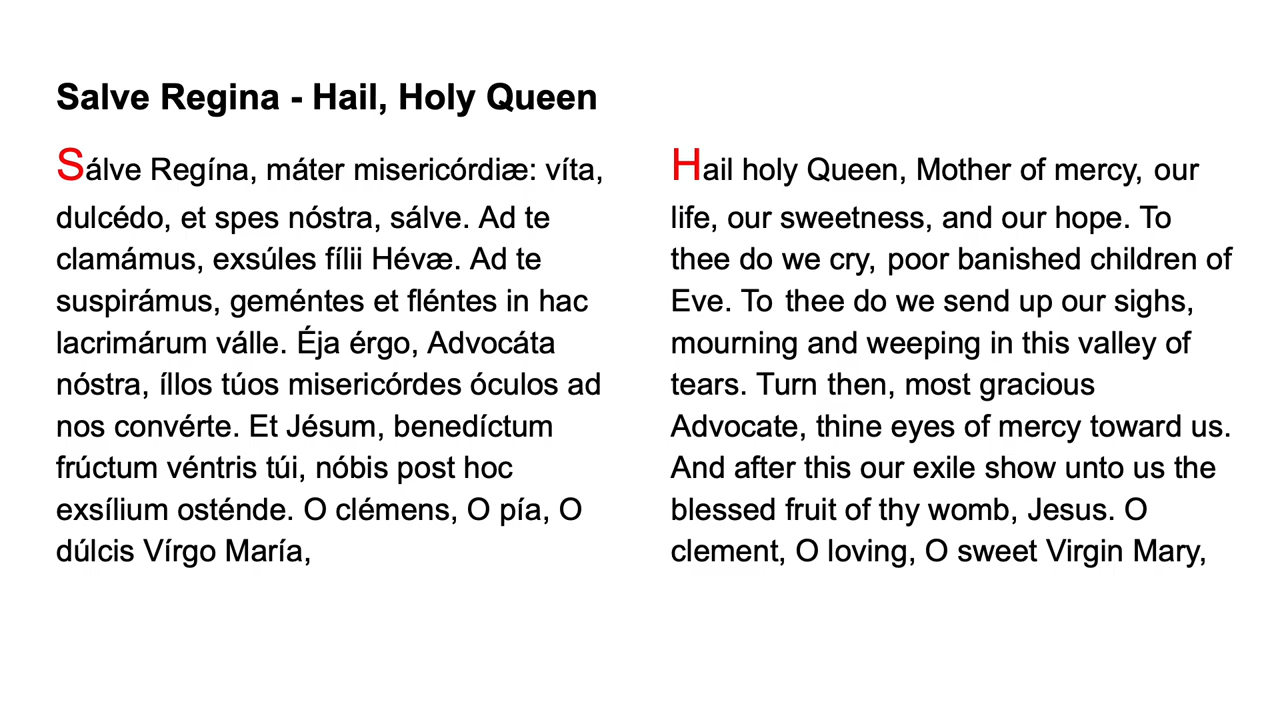 Salve Regina - Hail, Holy Queen
Sálve Regína, máter misericórdiæ: víta,
dulcédo, et spes nóstra, sálve. Ad te
clamámus, exsúles fílii Hévæ. Ad te
suspirámus, geméntes et fléntes in hac
lacrimárum válle. Éja érgo, Advocáta
nóstra, íllos túos misericórdes óculos ad
nos convérte. Et Jésum, benedíctum
frúctum véntris túi, nóbis post hoc
exsílium osténde. O clémens, O pía, O
dúlcis Vírgo María,
Hail holy Queen, Mother of mercy, our
life, our sweetness, and our hope. To
thee do we cry, poor banished children of
Eve. To thee do we send up our sighs,
mourning and weeping in this valley of
tears. Turn then, most gracious
Advocate, thine eyes of mercy toward us.
And after this our exile show unto us the
blessed fruit of thy womb, Jesus. O
clement, O loving, O sweet Virgin Mary,